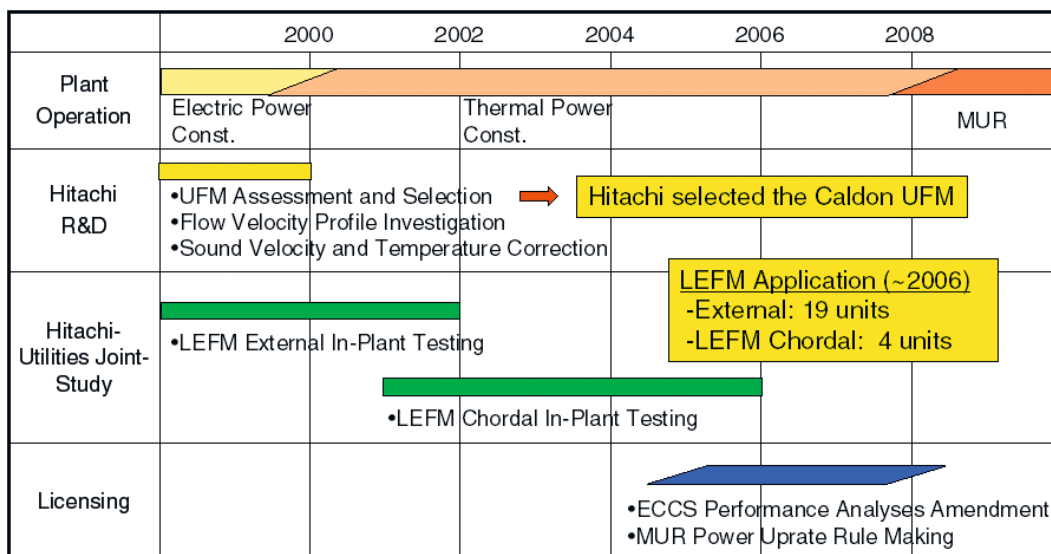 2000 2002 2004 2006 2008
Plant
Operation
Electric Power
Const.
Thermal Power
Const.
MUR
Hitachi
R&D
•UFM Assessment and Selection
•Flow Velocity Profile Investigation
•Sound Velocity and Temperature Correction
Hitachi selected the Caldon UFM
Hitachi-
Utilities Joint-
Study
•LEFM External In-Plant Testing
•LEFM Chordal In-Plant Testing
LEFM Application (~2006)
-External: 19 units
-LEFM Chordal: 4 units
Licensing
•ECCS Performance Analyses Amendment
•MUR Power Uprate Rule Making